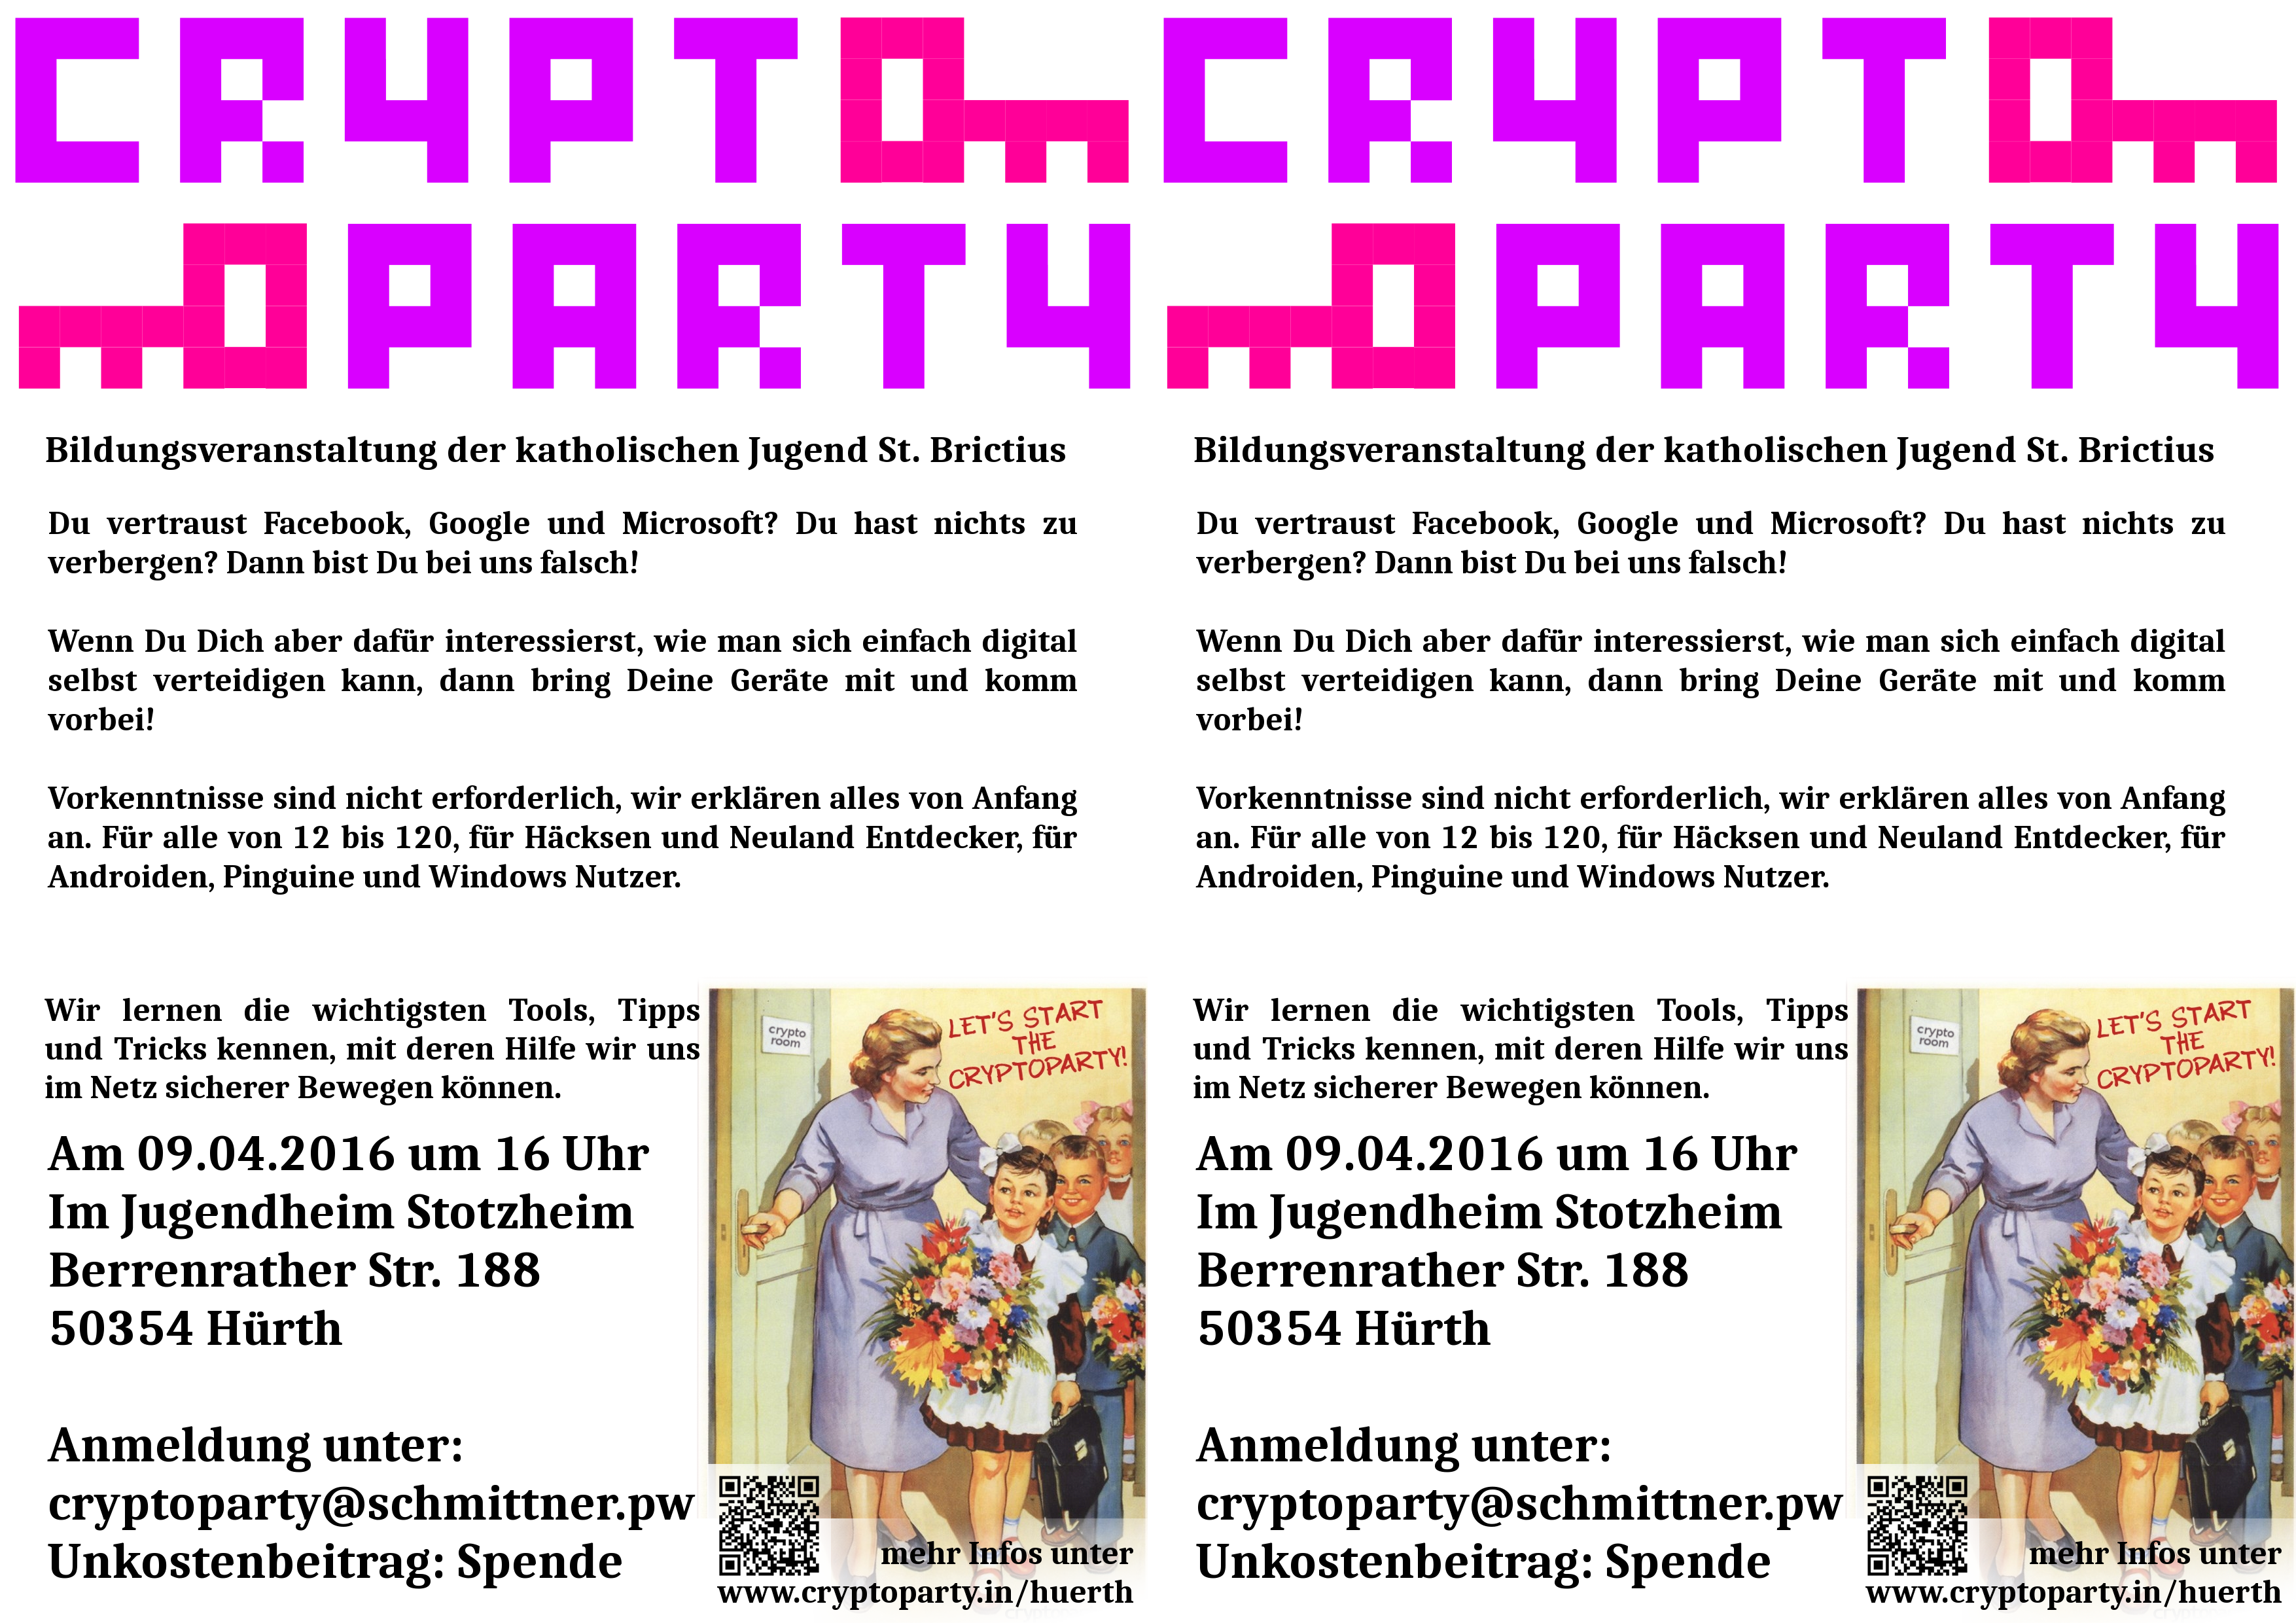 CRYPTO
PARTY
Bildungsveranstaltung der katholischen Jugend St. Brictius
Du vertraust Facebook, Google und Microsoft? Du hast nichts zu
verbergen? Dann bist Du bei uns falsch!
Wenn Du Dich aber dafür interessierst, wie man sich einfach digital
selbst verteidigen kann, dann bring Deine Geräte mit und komm
vorbei!
Vorkenntnisse sind nicht erforderlich, wir erklären alles von Anfang
an. Für alle von 12 bis 120, für Häcksen und Neuland Entdecker, für
Androiden, Pinguine und Windows Nutzer.
Wir lernen die wichtigsten Tools, Tipps
und Tricks kennen, mit deren Hilfe wir uns
im Netz sicherer Bewegen können.
Am 09.04.2016 um 16 Uhr
Im Jugendheim Stotzheim
Berrenrather Str. 188
50354 Hürth
Anmeldung unter:
cryptoparty@schmittner.pw
Unkostenbeitrag: Spende
crypto
room
LET'S START
THE
CRYPTOPARTY!
mehr Infos unter
www.cryptoparty.in/huerth
CRYPTO
PARTY
Bildungsveranstaltung der katholischen Jugend St. Brictius
Du vertraust Facebook, Google und Microsoft? Du hast nichts zu
verbergen? Dann bist Du bei uns falsch!
Wenn Du Dich aber dafür interessierst, wie man sich einfach digital
selbst verteidigen kann, dann bring Deine Geräte mit und komm
vorbei!
Vorkenntnisse sind nicht erforderlich, wir erklären alles von Anfang
an. Für alle von 12 bis 120, für Häcksen und Neuland Entdecker, für
Androiden, Pinguine und Windows Nutzer.
Wir lernen die wichtigsten Tools, Tipps
und Tricks kennen, mit deren Hilfe wir uns
im Netz sicherer Bewegen können.
Am 09.04.2016 um 16 Uhr
Im Jugendheim Stotzheim
Berrenrather Str. 188
50354 Hürth
Anmeldung unter:
cryptoparty@schmittner.pw
Unkostenbeitrag: Spende
crypto
room
LET'S START
THE
CRYPTOPARTY!
mehr Infos unter
www.cryptoparty.in/huerth